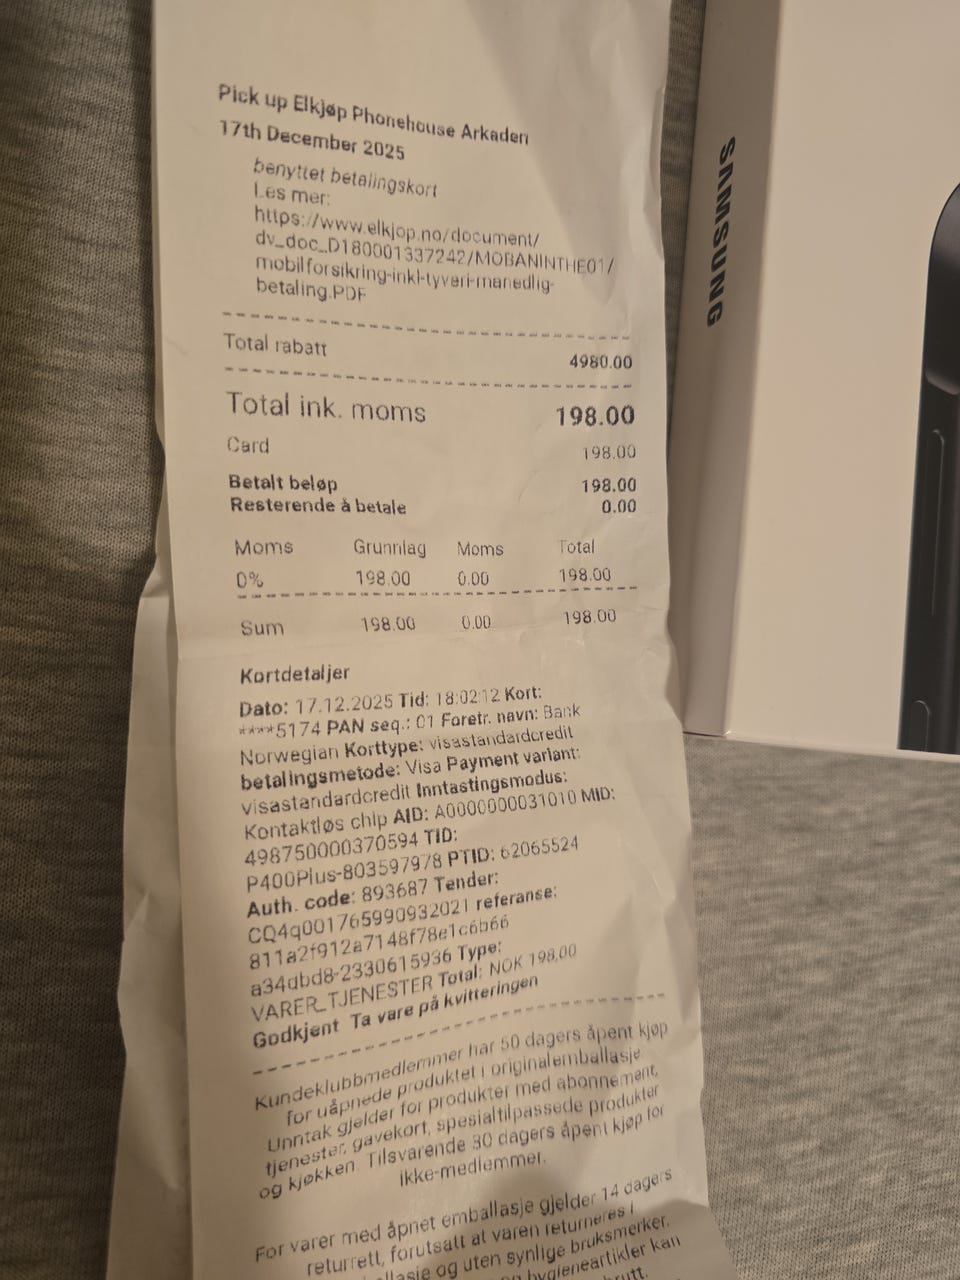 Pick up Elkjøp Phonehouse Arkaden
17th December 2025
benyttet betalingskort
Les mer:
https://www.elkjop.no/document/
dv_doc_D180001337242/MOBANINTHE01/
mobilforsikring-inkl-tyveri-manedlig-
betaling.PDF
Total rabatt 4980.00
Total ink. moms 198.00
Card 198.00
Betalt beløp 198.00
Resterende å betale 0.00
Moms Grunnlag Moms Total
0% 198.00 0.00 198.00
Sum 198.00 0.00 198.00
Kortdetaljer
Dato: 17.12.2025 Tid: 18:02:12 Kort:
****5174 PAN seq.: 01 Foretr. navn: Bank
Norwegian Korttype: visastandardcredit
betalingsmetode: Visa Payment variant:
visastandardcredit Inntastingsmodus:
Kontaktløs chip AID: A0000000031010 MID:
498750000370594 TID:
P400Plus-803597978 PTID: 62065524
Auth. code: 893687 Tender:
CQ4q001765990932021 referanse:
811a2f912a7148f78e1c6b66
a34dbd8-2330615936 Type:
VARER_TJENESTER Total: NOK 198,00
Godkjent Ta vare på kvitteringen
Kundeklubbmedlemmer har 50 dagers åpent kjøp
for uåpnede produktet i originalemballasje
Unntak gjelder for produkter med abonnement,
tjenester, gavekort, spesialtilpassede produkter
og kjøkken. Tilsvarende 30 dagers åpent kjøp for
ikke-medlemmer.
For varer med åpnet emballasje gjelder 14 dagers
returrett, forutsatt at varen returneres i
og uten synlige bruksmerker.
hygieneartikler kan
brutt.
SAMSUNG